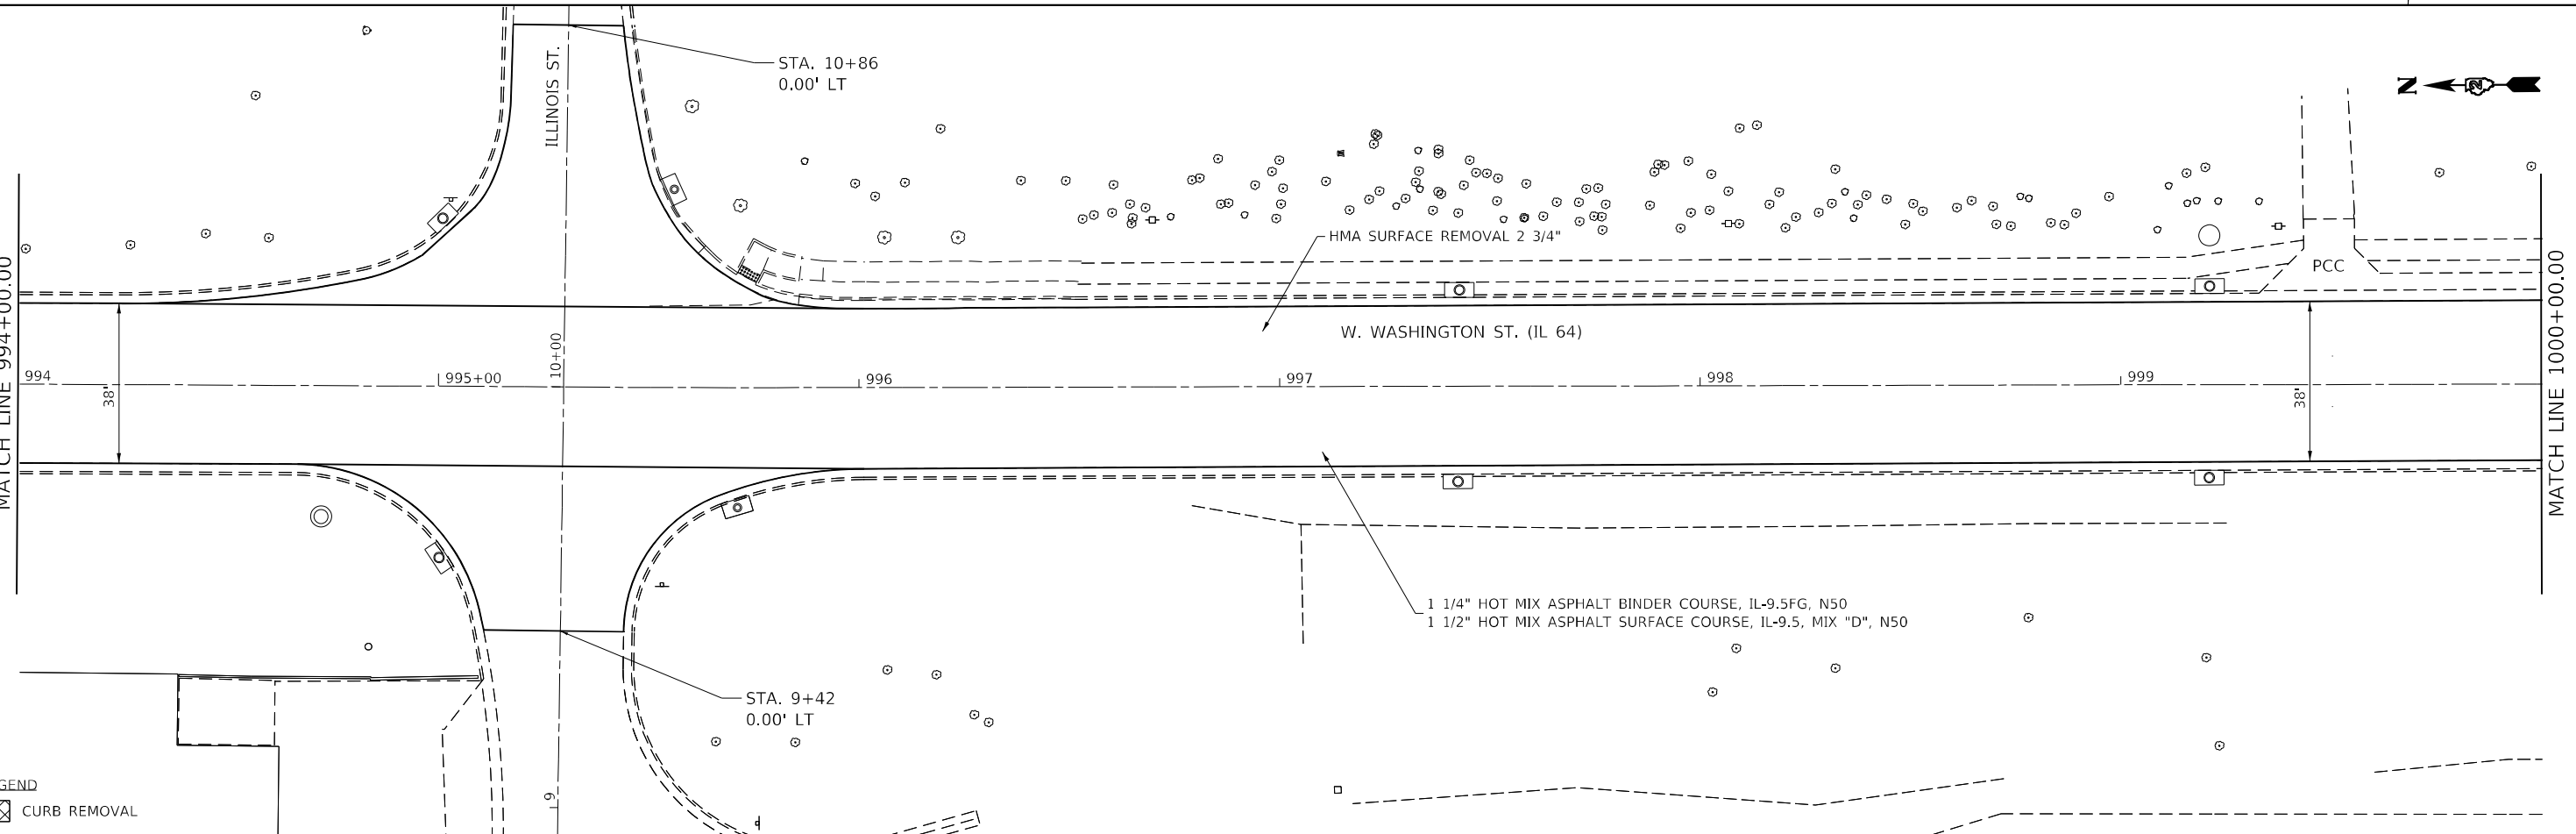 STA. 10+86
0.00' LT
ILLINOIS ST.
N
2
HMA SURFACE REMOVAL 2 3/4"
PCC
W. WASHINGTON ST. (IL 64)
MATCH LINE 994+00.00
MATCH LINE 1000+00.00
10+00
994
995+00
996
997
998
999
38'
38'
1 1/4" HOT MIX ASPHALT BINDER COURSE, IL-9.5FG, N50
1 1/2" HOT MIX ASPHALT SURFACE COURSE, IL-9.5, MIX "D", N50
STA. 9+42
0.00' LT
9
GEND
CURB REMOVAL